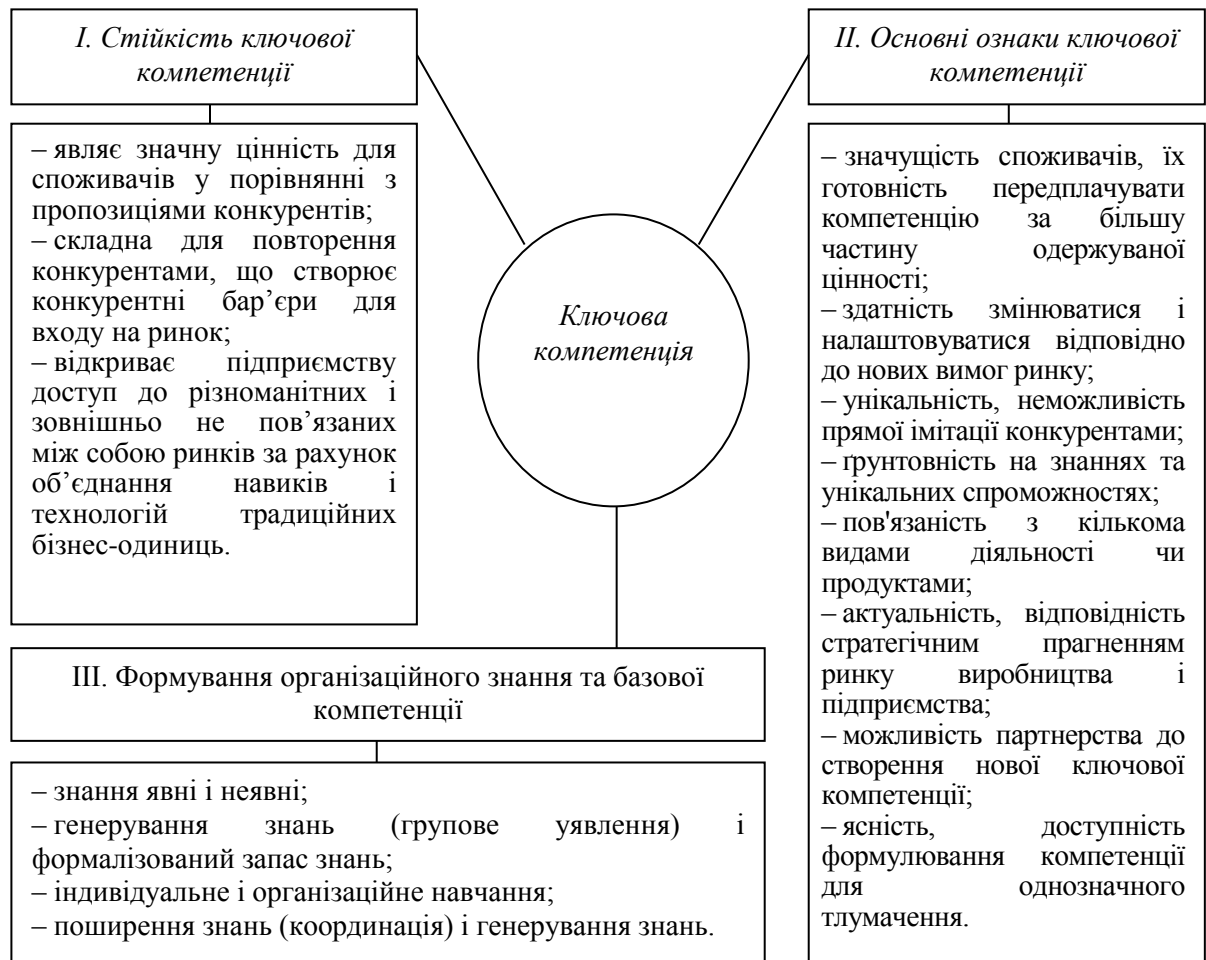 І. Стійкість ключової
компетенції
– являє значну цінність для
споживачів у порівнянні з
пропозиціями конкурентів;
– складна для повторення
конкурентами, що створює
конкурентні бар’єри для
входу на ринок;
– відкриває підприємству
доступ до різноманітних і
зовнішньо не пов’язаних
між собою ринків за рахунок
об’єднання навиків і
технологій традиційних
бізнес-одиниць.
ІІ. Основні ознаки ключової
компетенції
– значущість споживачів, їх
готовність передплачувати
компетенцію за більшу
частину одержуваної
цінності;
– здатність змінюватися і
налаштовуватися відповідно
до нових вимог ринку;
– унікальність, неможливість
прямої імітації конкурентами;
– ґрунтовність на знаннях та
унікальних спроможностях;
– пов'язаність з кількома
видами діяльності чи
продуктами;
– актуальність, відповідність
стратегічним прагненням
ринку виробництва і
підприємства;
– можливість партнерства до
створення нової ключової
компетенції;
– ясність, доступність
формулювання компетенції
для однозначного
тлумачення.
Ключова
компетенція
ІІІ. Формування організаційного знання та базової
компетенції
– знання явні і неявні;
– генерування знань (групове уявлення) і
формалізований запас знань;
– індивідуальне і організаційне навчання;
– поширення знань (координація) і генерування знань.